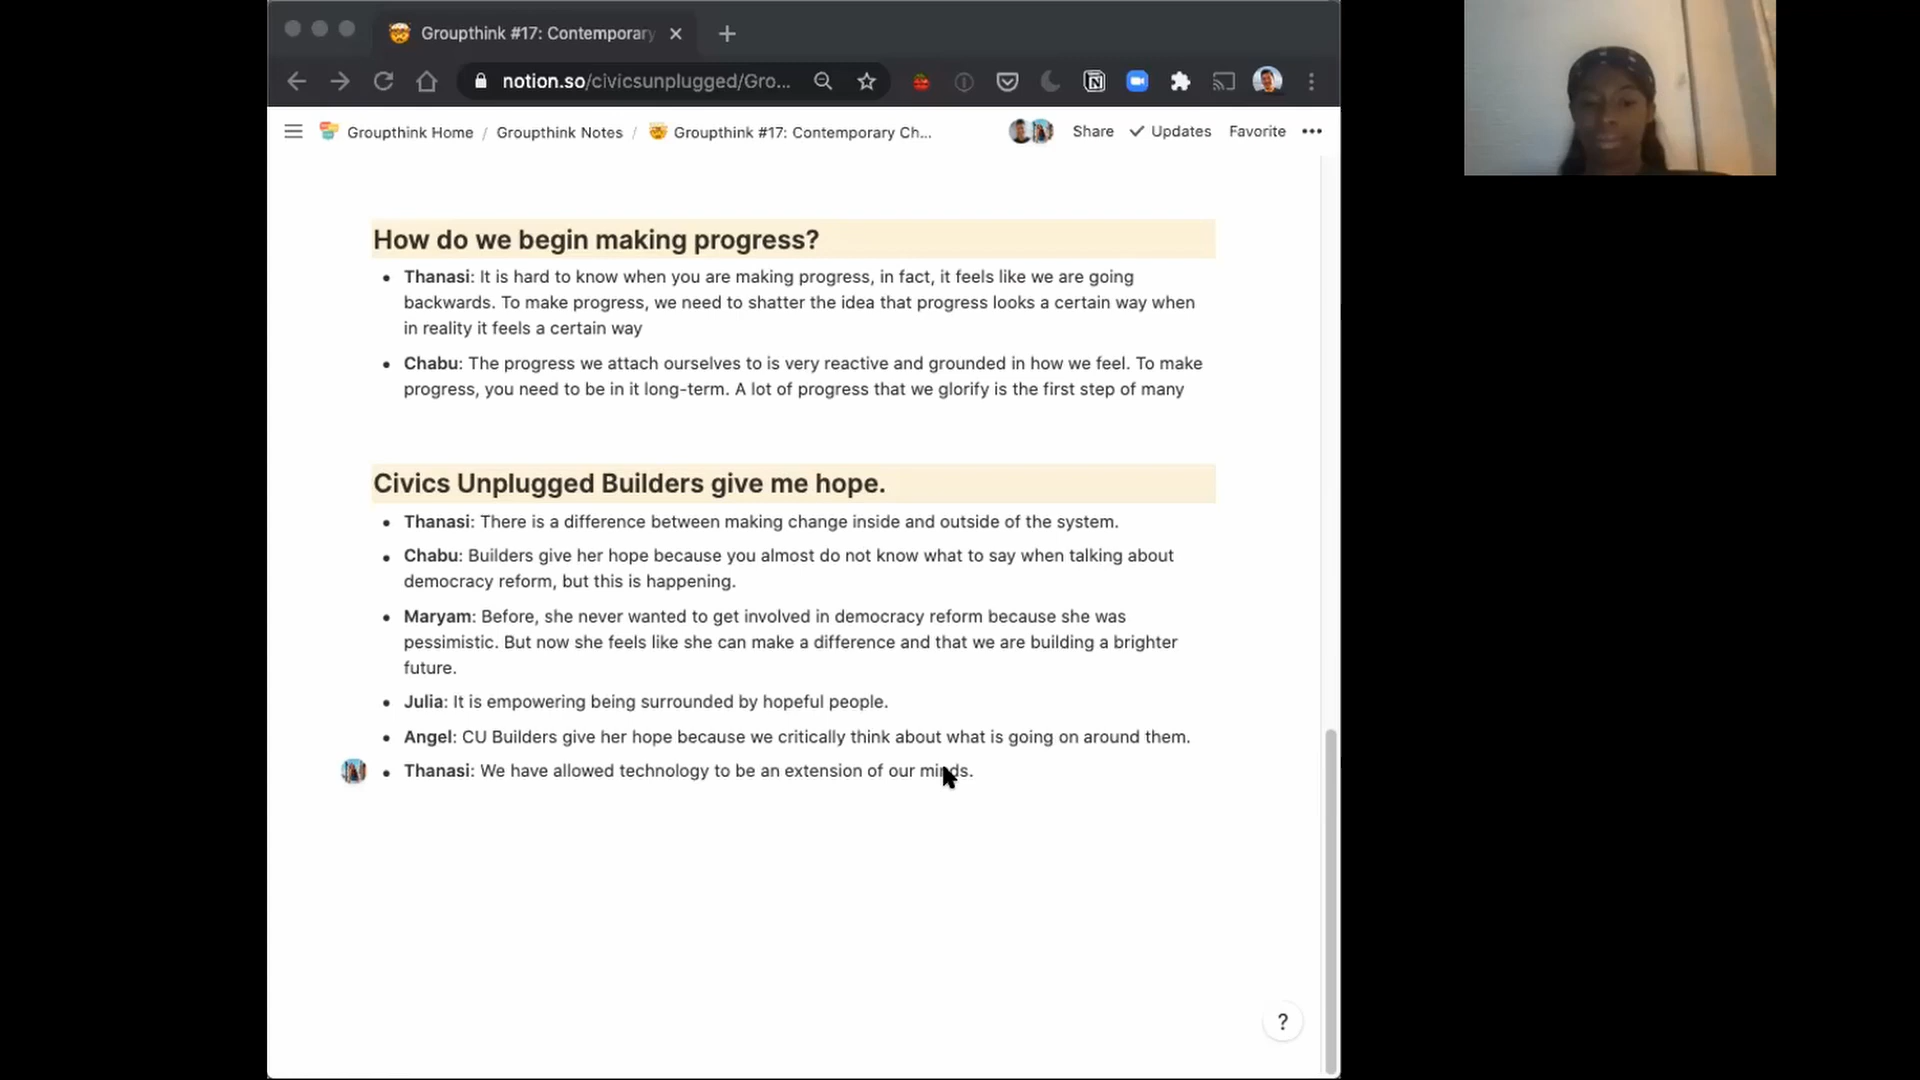 Groupthink #17: Contemporary
notion.so/civicsunplugged/Gro...
Groupthink Home / Groupthink Notes / Groupthink #17: Contemporary Ch... Share Updates Favorite
How do we begin making progress?
Thanasi: It is hard to know when you are making progress, in fact, it feels like we are going
backwards. To make progress, we need to shatter the idea that progress looks a certain way when
in reality it feels a certain way
Chabu: The progress we attach ourselves to is very reactive and grounded in how we feel. To make
progress, you need to be in it long-term. A lot of progress that we glorify is the first step of many
Civics Unplugged Builders give me hope.
Thanasi: There is a difference between making change inside and outside of the system.
Chabu: Builders give her hope because you almost do not know what to say when talking about
democracy reform, but this is happening.
Maryam: Before, she never wanted to get involved in democracy reform because she was
pessimistic. But now she feels like she can make a difference and that we are building a brighter
future.
Julia: It is empowering being surrounded by hopeful people.
Angel: CU Builders give her hope because we critically think about what is going on around them.
Thanasi: We have allowed technology to be an extension of our minds.
?